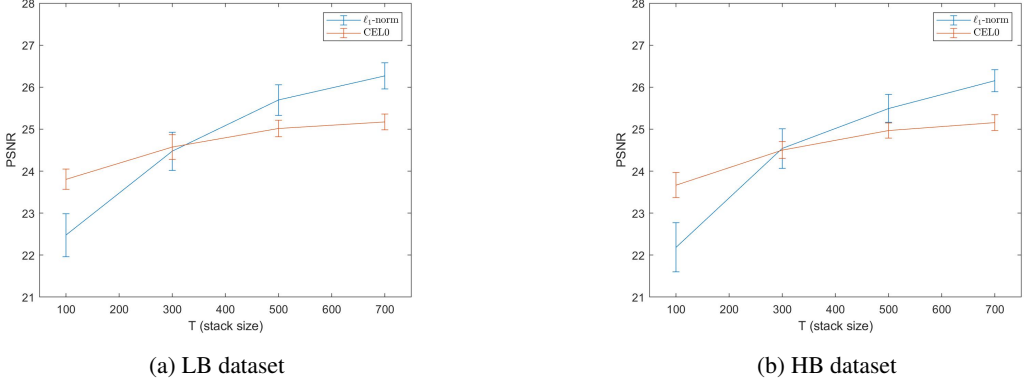 28
27
26
25
24
23
22
21
PSNR
100 200 300 400 500 600 700
T (stack size)
ℓ₁-norm
CEL0
(a) LB dataset
28
27
26
25
24
23
22
21
PSNR
100 200 300 400 500 600 700
T (stack size)
ℓ₁-norm
CEL0
(b) HB dataset